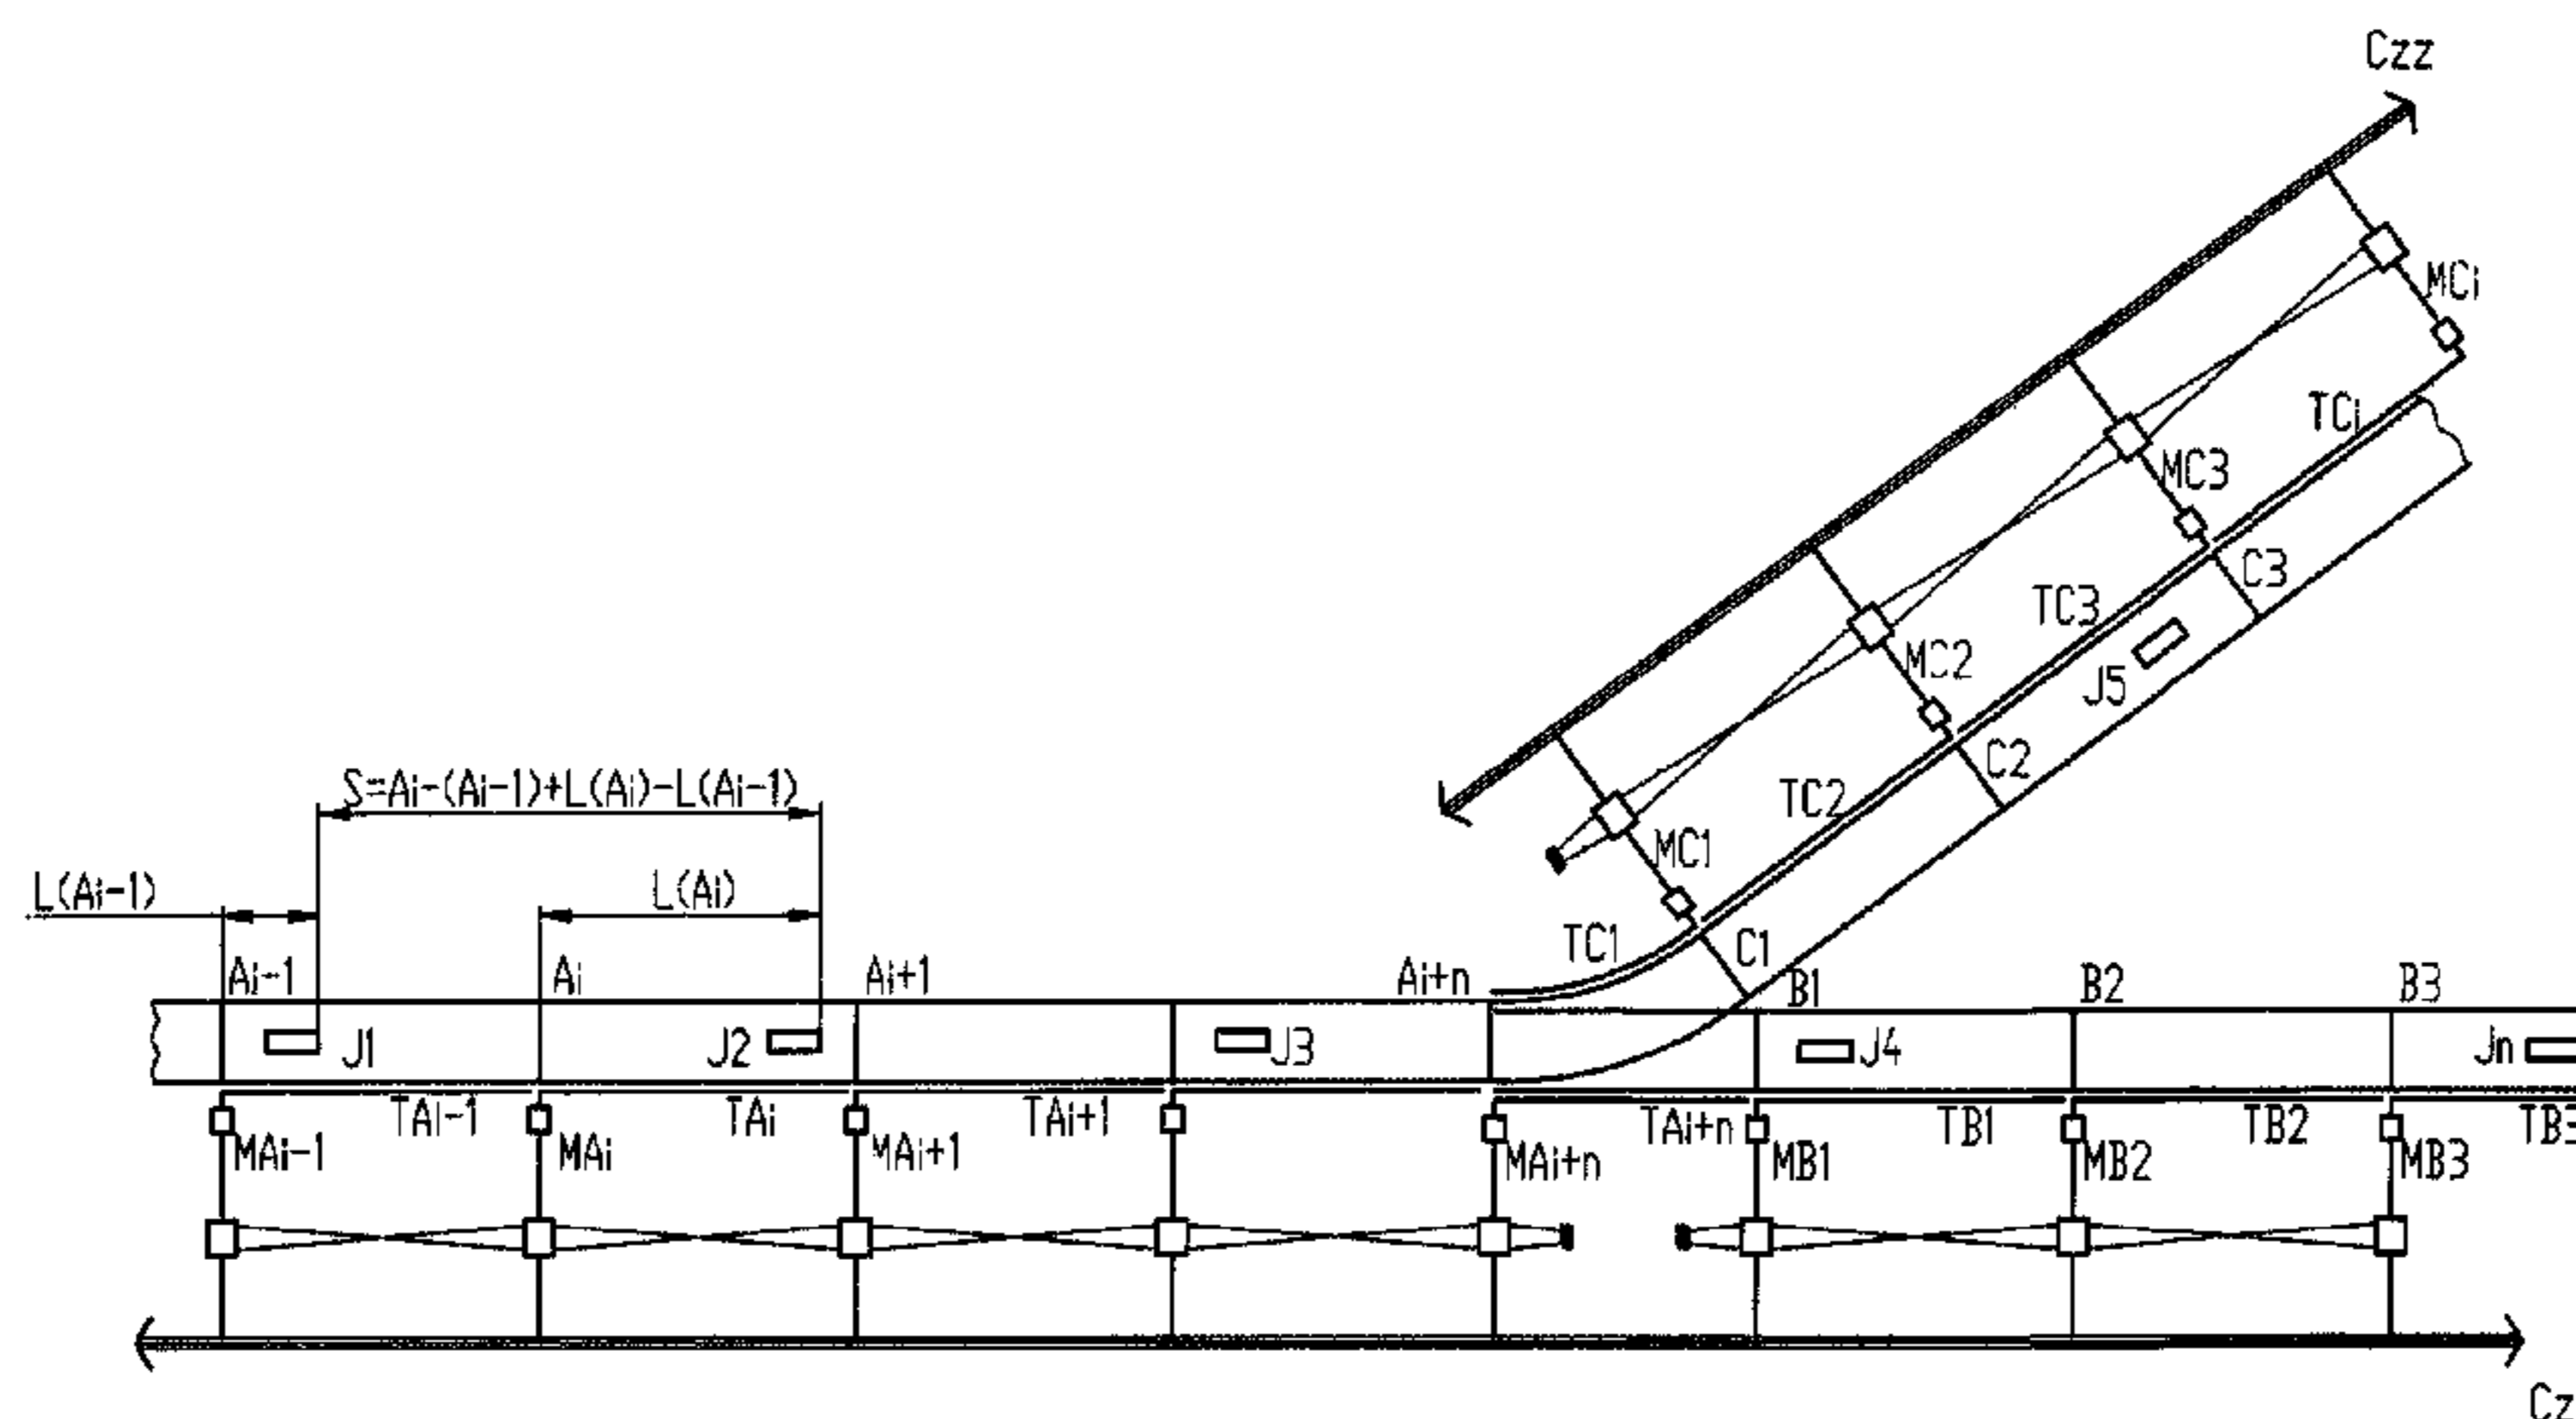 Czz
MCi
TCi
MC3
C3
TC3
J5
MC2
C2
TC2
MC1
C1
TC1
S=Ai-(Ai-1)+L(Ai)-L(Ai-1)
L(Ai-1)
L(Ai)
Ai-1
Ai
Ai+1
Ai+n
B1
B2
B3
J1
J2
J3
J4
Jn
TAi-1
TAi
TAi+1
TAi+n
TB1
TB2
TB3
MAi-1
MAi
MAi+1
MAi+n
MB1
MB2
MB3
Cz